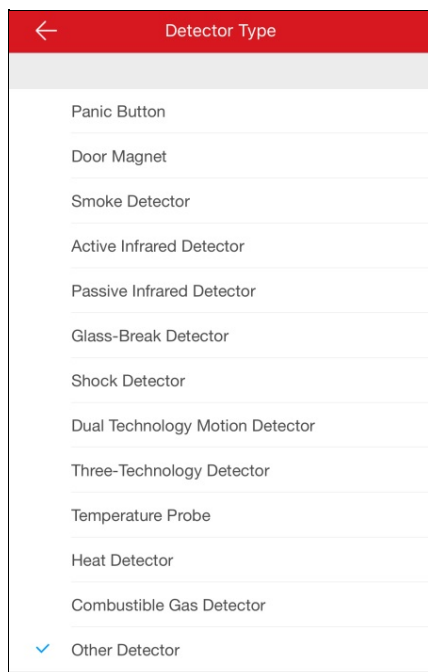 Detector Type
Panic Button
Door Magnet
Smoke Detector
Active Infrared Detector
Passive Infrared Detector
Glass-Break Detector
Shock Detector
Dual Technology Motion Detector
Three-Technology Detector
Temperature Probe
Heat Detector
Combustible Gas Detector
Other Detector